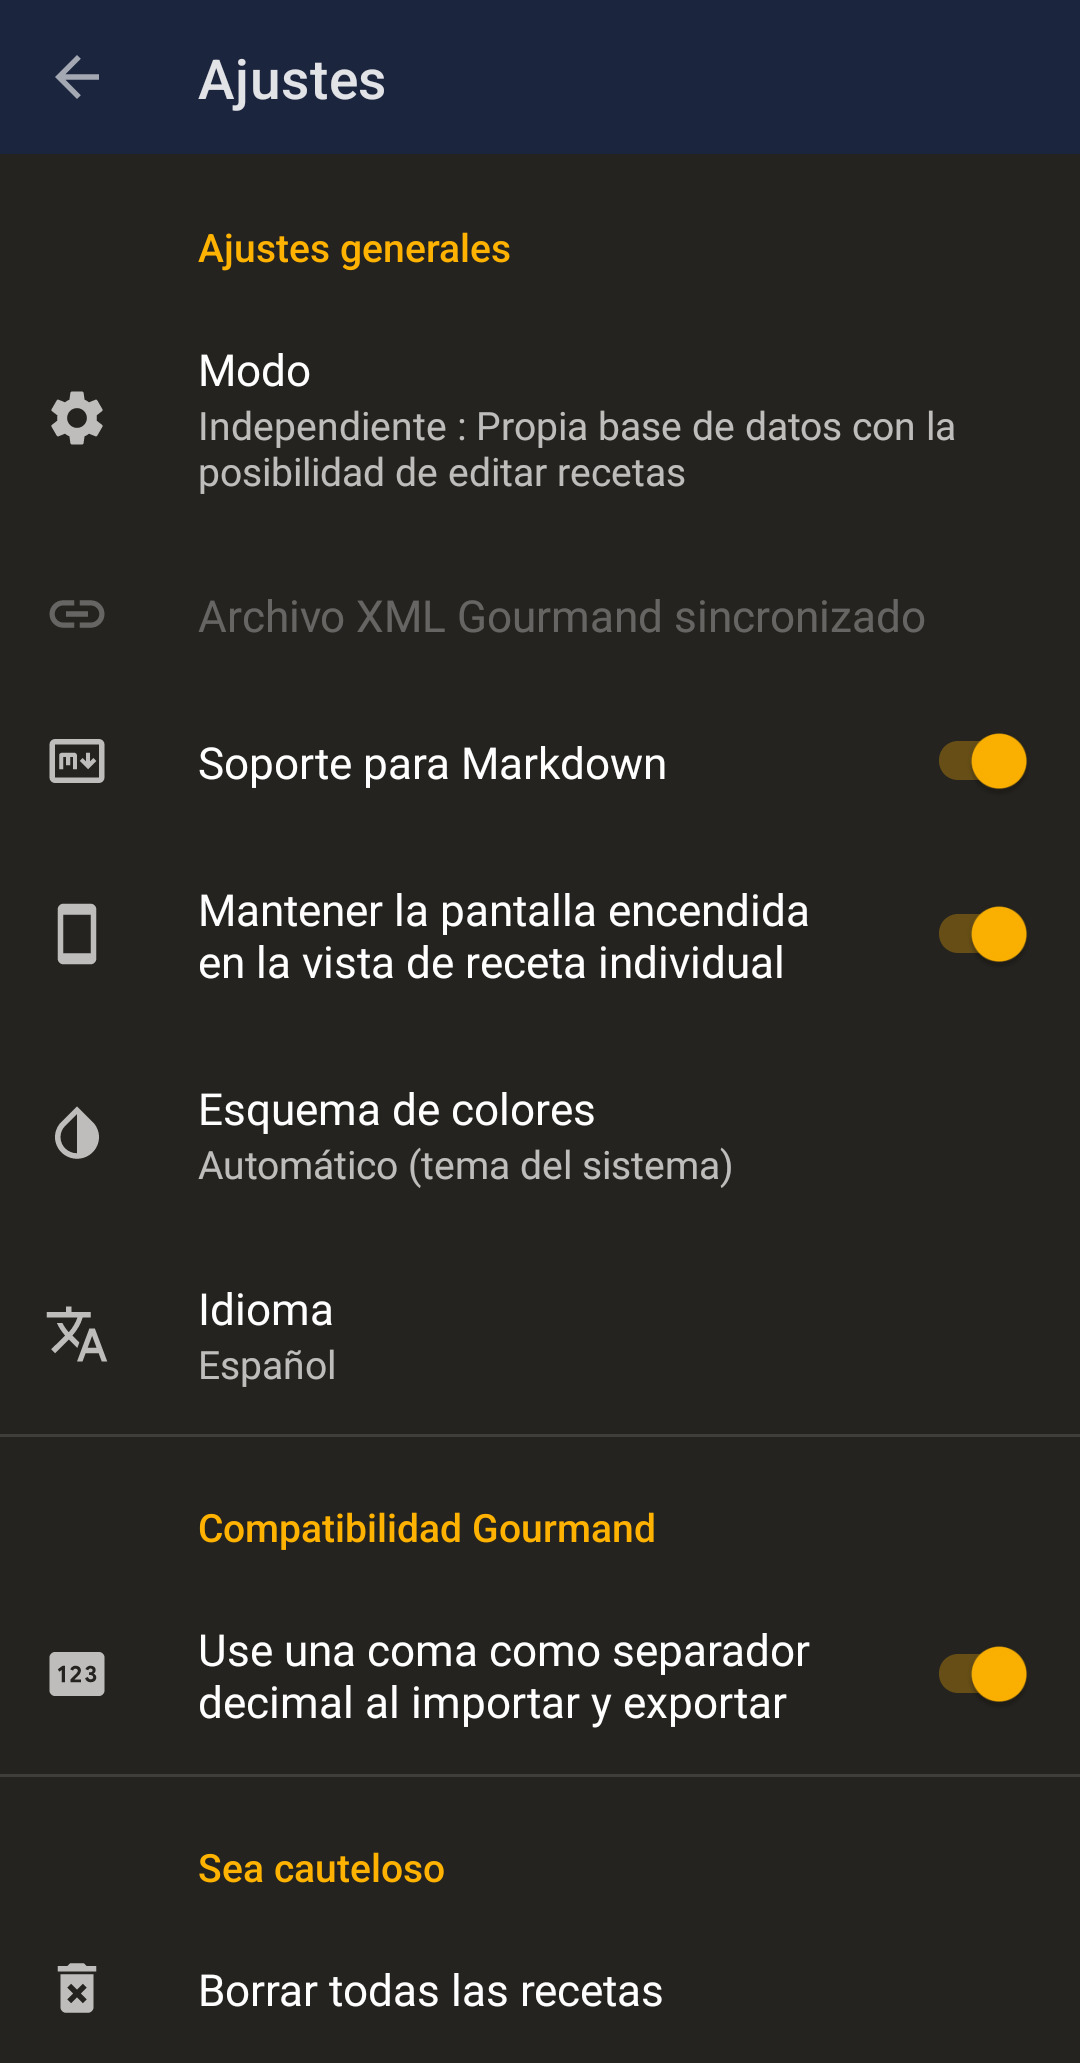 Ajustes
Ajustes generales
Modo
Independiente : Propia base de datos con la
posibilidad de editar recetas
Archivo XML Gourmand sincronizado
Soporte para Markdown
Mantener la pantalla encendida
en la vista de receta individual
Esquema de colores
Automático (tema del sistema)
Idioma
Español
Compatibilidad Gourmand
123
Use una coma como separador
decimal al importar y exportar
Sea cauteloso
Borrar todas las recetas